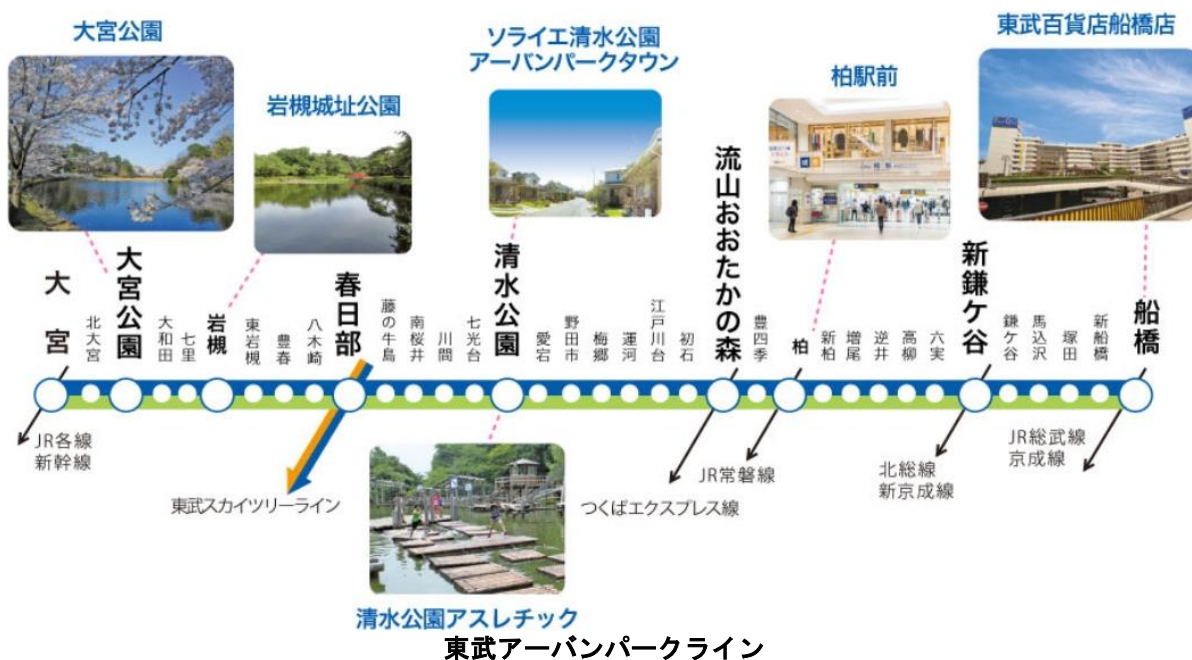 大宮公園
岩槻城址公園
ソライエ清水公園
アーバンパークタウン
柏駅前
東武百貨店船橋店
大宮
北大宮
大宮公園
大和田
七里
岩槻
東岩槻
豊春
八木崎
春日部
藤の牛島
南桜井
川間
七光台
清水公園
愛宕
野田市
梅郷
運河
江戸川台
初石
流山おおたかの森
豊四季
柏
新柏
増尾
逆井
高柳
六実
新鎌ケ谷
鎌ケ谷
馬込沢
塚田
新船橋
船橋
JR各線
新幹線
東武スカイツリーライン
つくばエクスプレス線
JR常磐線
北総線
新京成線
JR総武線
京成線
清水公園アスレチック
東武アーバンパークライン